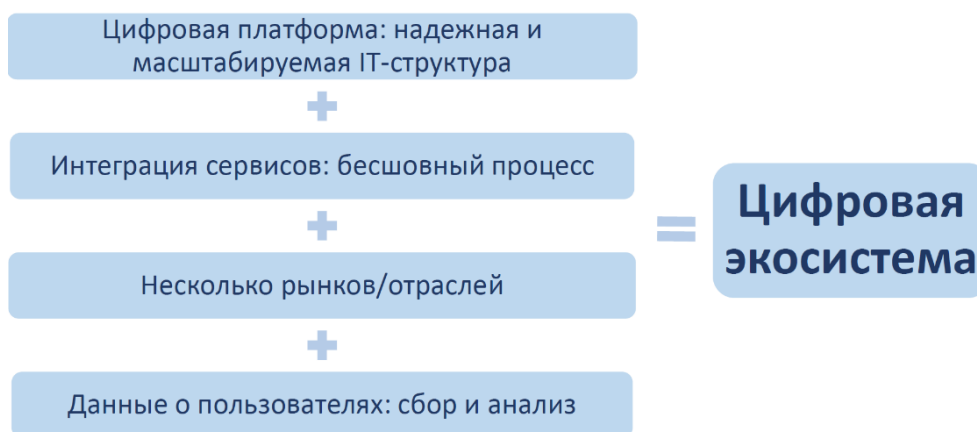 Цифровая платформа: надежная и
масштабируемая IT-структура
+
Интеграция сервисов: бесшовный процесс
+
Несколько рынков/отраслей
+
Данные о пользователях: сбор и анализ
=
Цифровая
экосистема